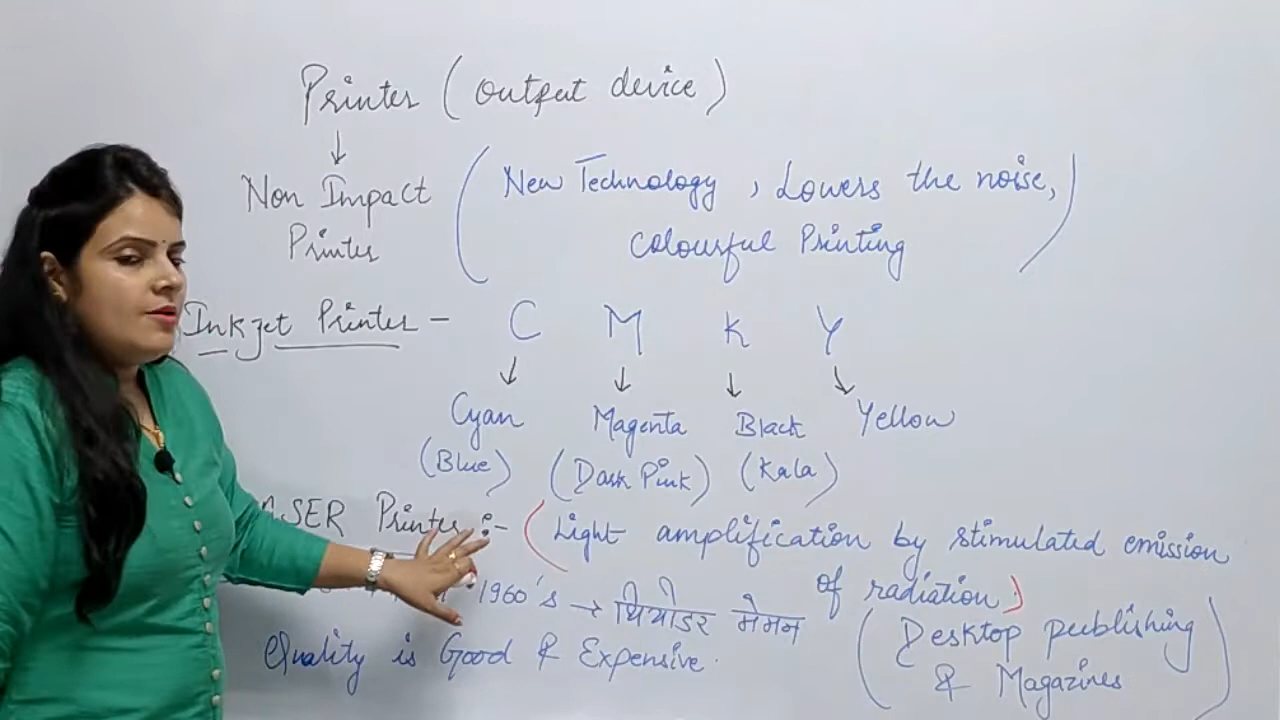 Printer (output device)
↓
Non Impact
Printer
(New Technology, Lowers the noise,
Colourful Printing)
Inkjet Printer - C M K Y
↓ ↓ ↓ ↓
Cyan Magenta Black Yellow
(Blue) (Dark Pink) (Kala)
ASER Printer :- (Light amplification by stimulated emission
of radiation)
1960's → थियोडर मेमन
(Desktop publishing
& Magazines)
Quality is Good & Expensive.